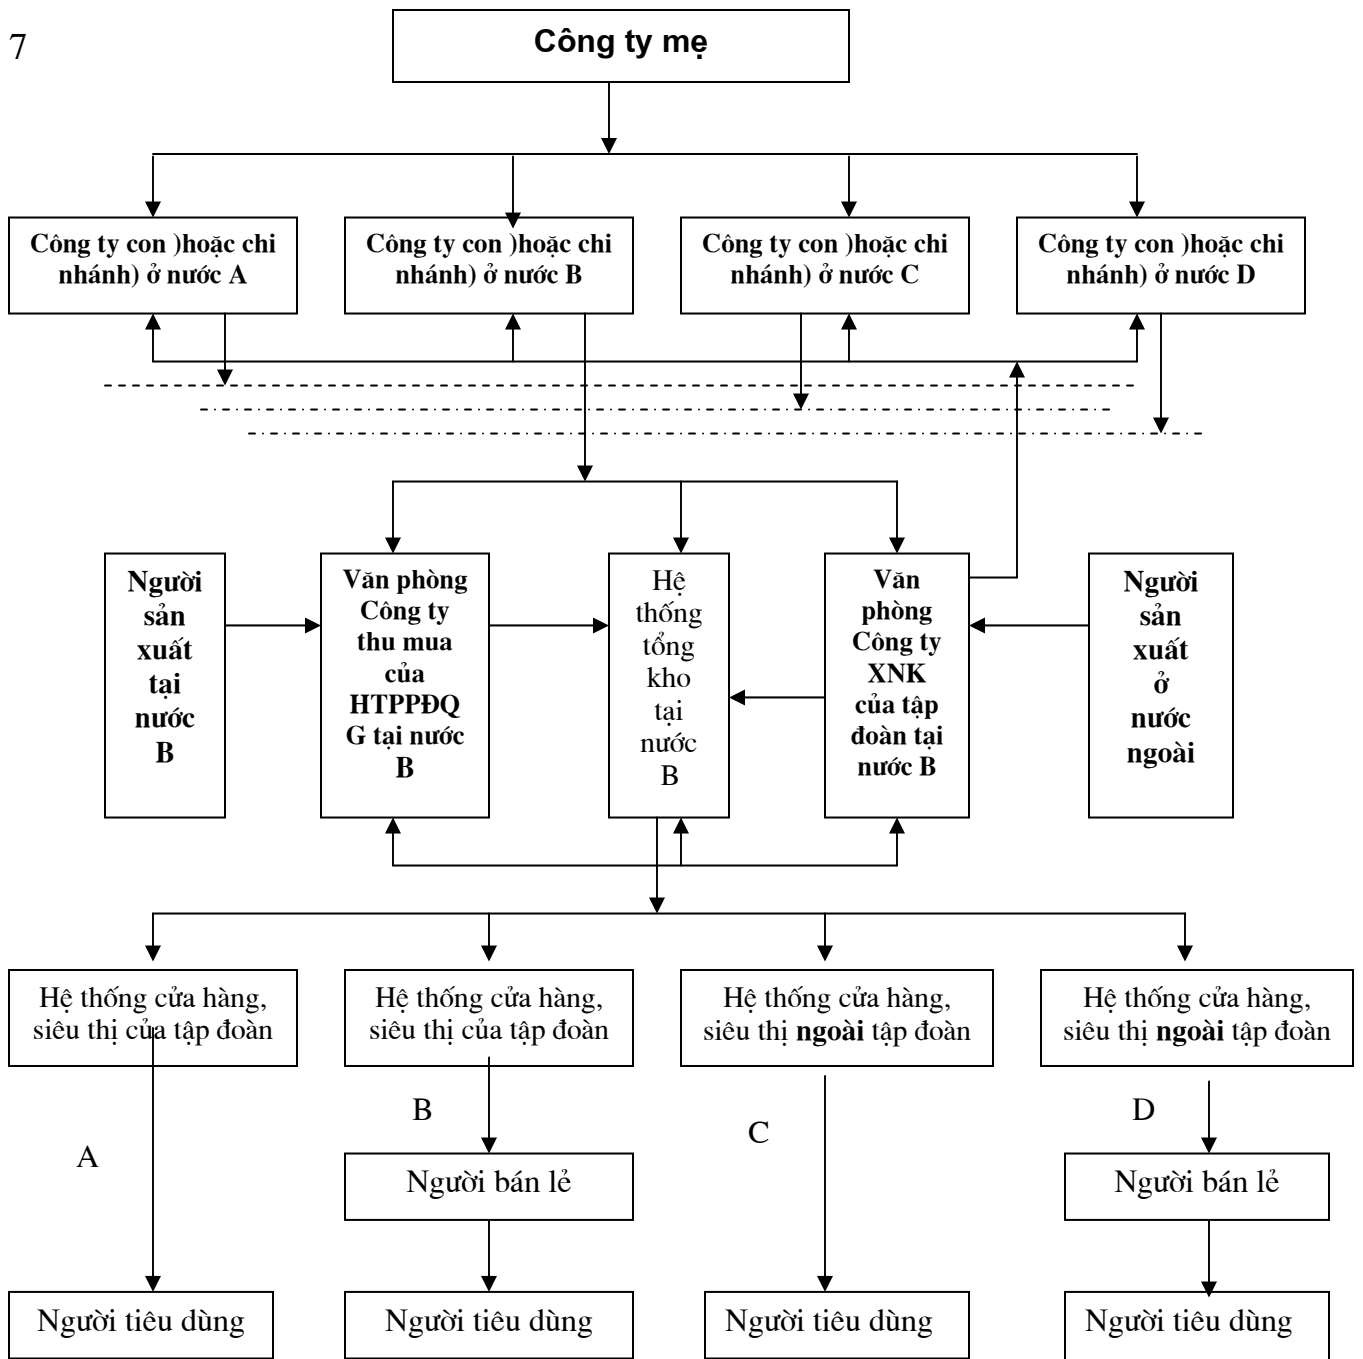 7
Công ty mẹ
Công ty con )hoặc chi
nhánh) ở nước A
Công ty con )hoặc chi
nhánh) ở nước B
Công ty con )hoặc chi
nhánh) ở nước C
Công ty con )hoặc chi
nhánh) ở nước D
Người
sản
xuất
tại
nước
B
Văn phòng
Công ty
thu mua
của
HTPPĐQ
G tại nước
B
Hệ
thống
tổng
kho
tại
nước
B
Văn
phòng
Công ty
XNK
của tập
đoàn tại
nước B
Người
sản
xuất
ở
nước
ngoài
Hệ thống cửa hàng,
siêu thị của tập đoàn
Hệ thống cửa hàng,
siêu thị của tập đoàn
Hệ thống cửa hàng,
siêu thị ngoài tập đoàn
Hệ thống cửa hàng,
siêu thị ngoài tập đoàn
A
B
C
D
Người bán lẻ
Người bán lẻ
Người tiêu dùng
Người tiêu dùng
Người tiêu dùng
Người tiêu dùng